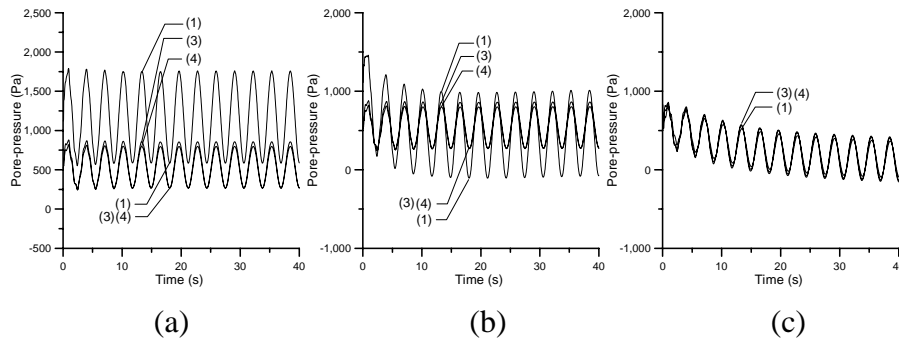 2,500
2,000
1,500
1,000
500
0
-500
Pore-pressure (Pa)
(1)
(3)
(4)
(1)
(3)(4)
0 10 20 30 40
Time (s)
(a)
2,000
1,000
0
-1,000
Pore-pressure (Pa)
(1)
(3)
(4)
(3)(4)
(1)
0 10 20 30 40
Time (s)
(b)
2,000
1,000
0
-1,000
Pore-pressure (Pa)
(3)(4)
(1)
0 10 20 30 40
Time (s)
(c)